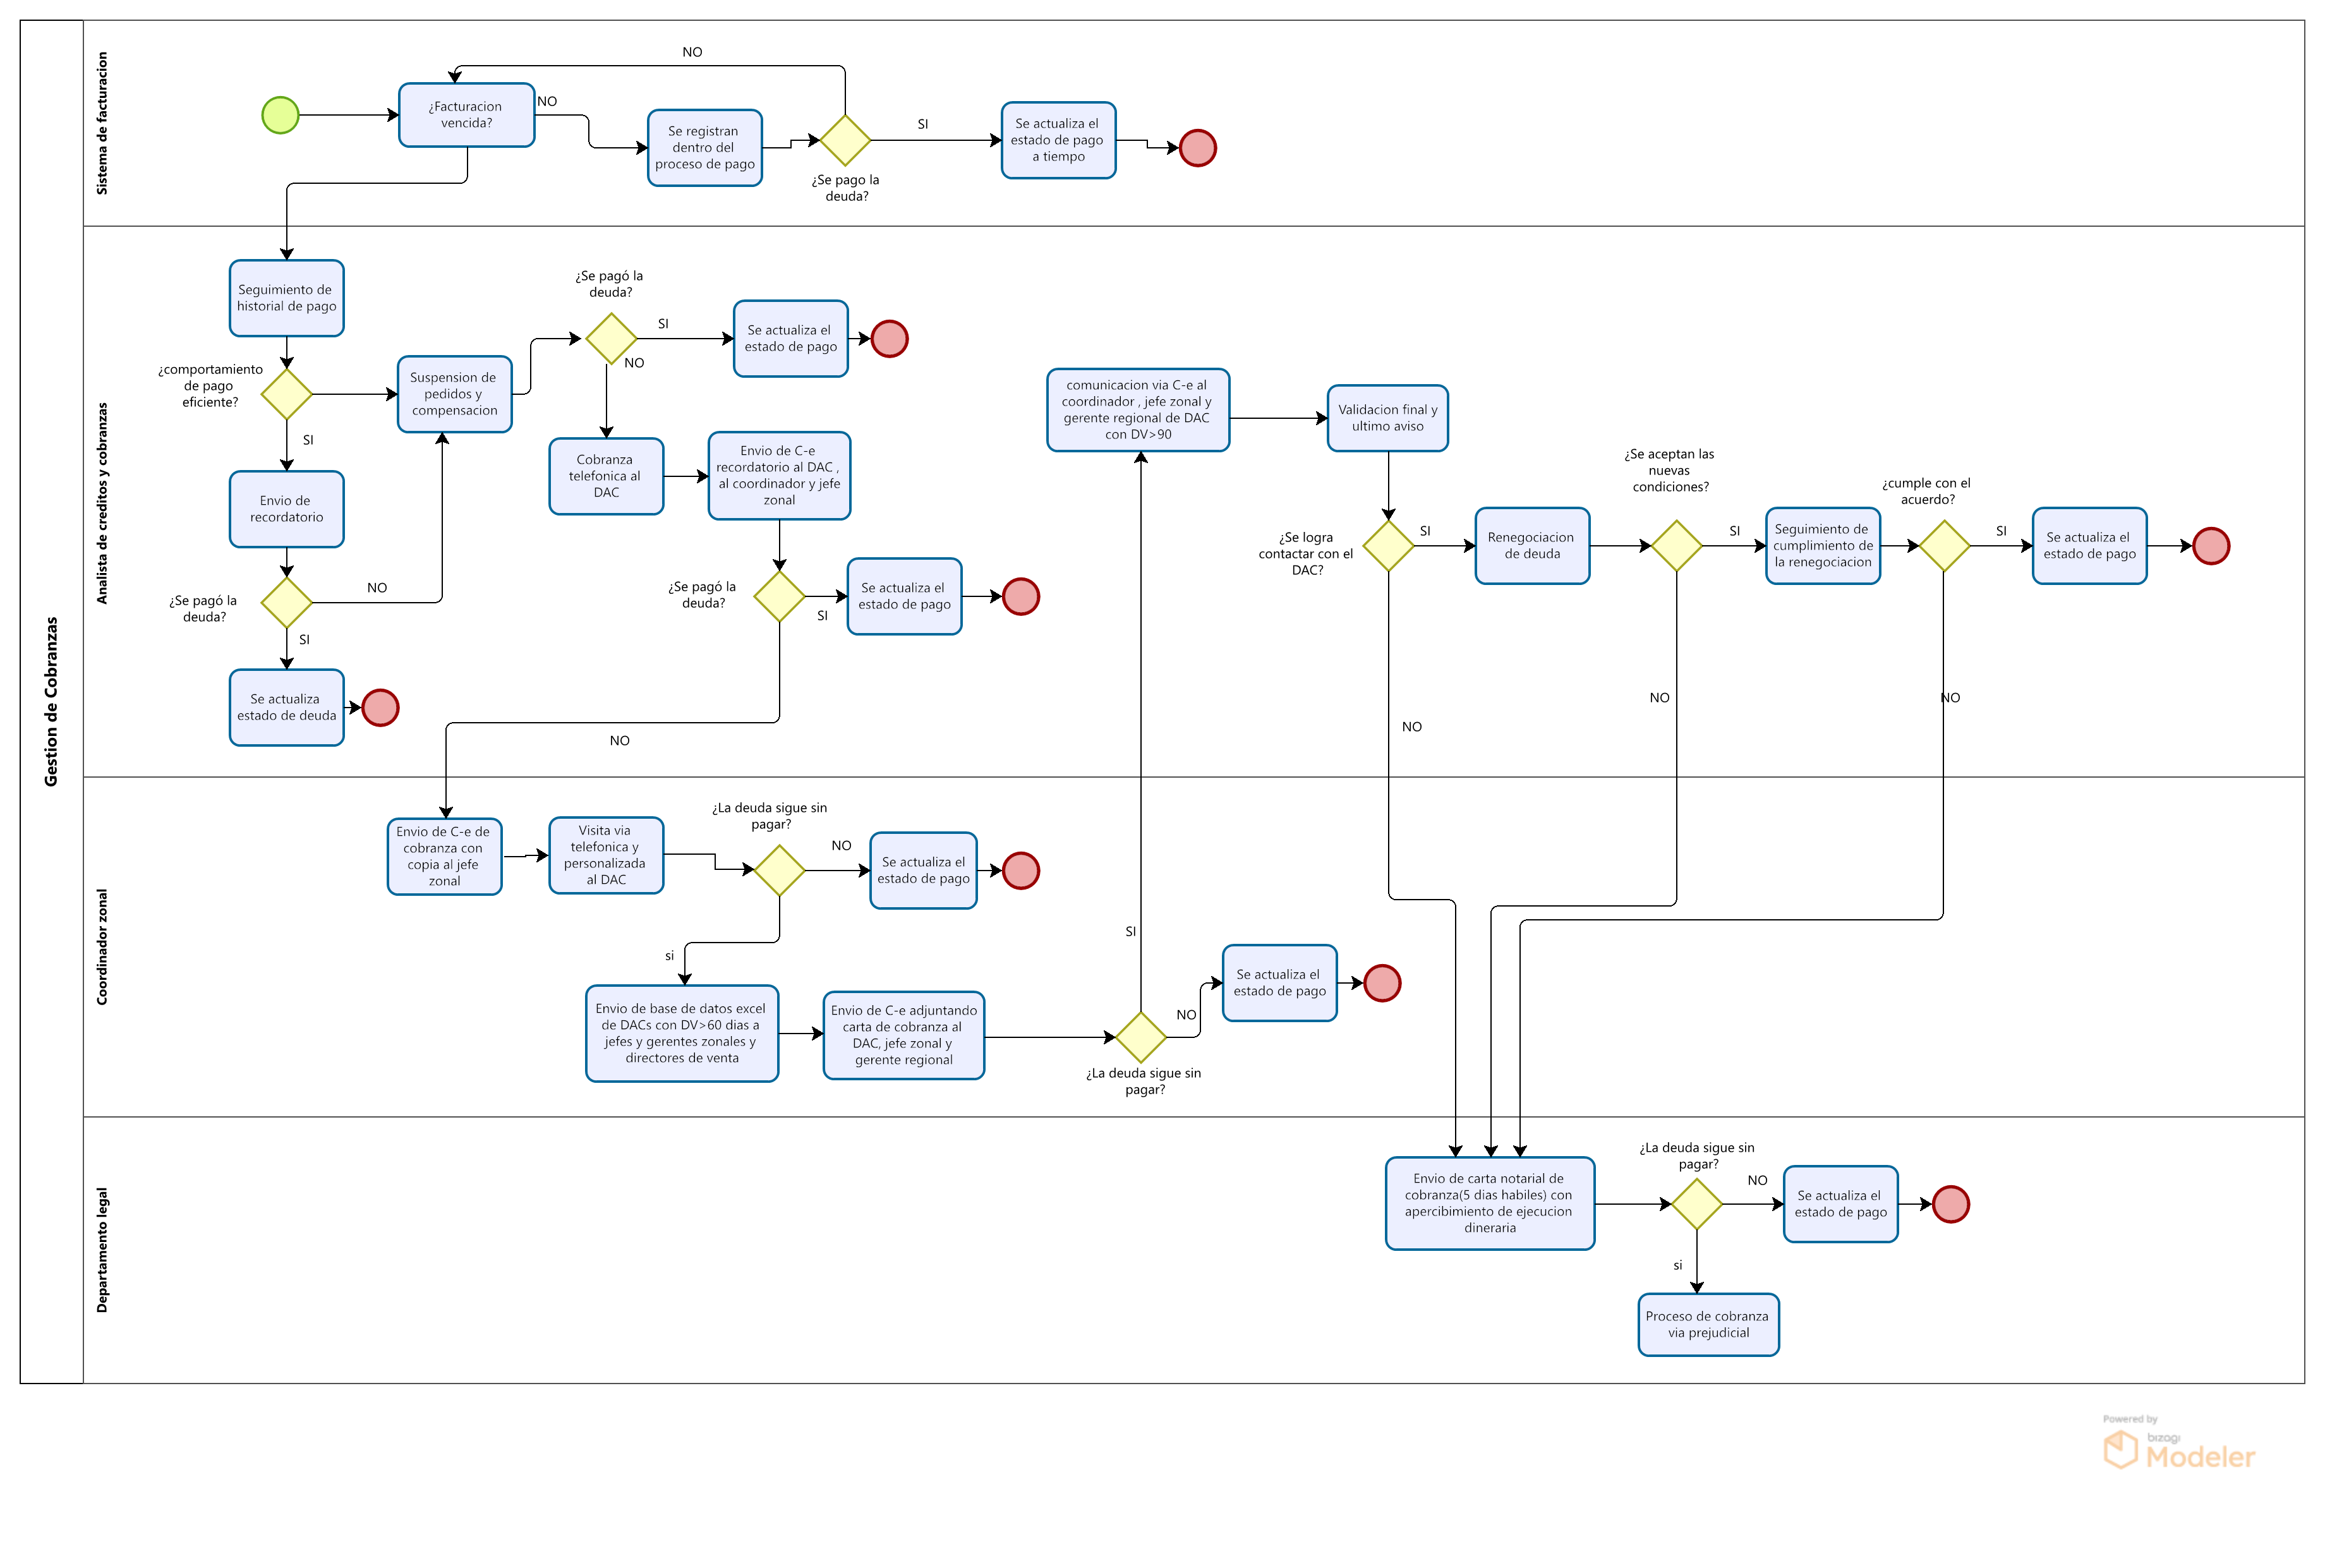 Gestion de Cobranzas
Sistema de facturacion
NO
¿Facturacion
vencida?
NO
Se registran
dentro del
proceso de pago
¿Se pago la
deuda?
SI
Se actualiza el
estado de pago
a tiempo
Analista de creditos y cobranzas
Seguimiento de
historial de pago
¿comportamiento
de pago
eficiente?
SI
Envio de
recordatorio
¿Se pagó la
deuda?
NO
SI
Se actualiza
estado de deuda
Suspension de
pedidos y
compensacion
¿Se pagó la
deuda?
SI
NO
Se actualiza el
estado de pago
Cobranza
telefonica al
DAC
Envio de C-e
recordatorio al DAC ,
al coordinador y jefe
zonal
¿Se pagó la
deuda?
SI
Se actualiza el
estado de pago
NO
comunicacion via C-e al
coordinador , jefe zonal y
gerente regional de DAC
con DV>90
Validacion final y
ultimo aviso
¿Se logra
contactar con el
DAC?
SI
NO
Renegociacion
de deuda
¿Se aceptan las
nuevas
condiciones?
SI
NO
Seguimiento de
cumplimiento de
la renegociacion
¿cumple con el
acuerdo?
SI
NO
Se actualiza el
estado de pago
Coordinador zonal
Envio de C-e de
cobranza con
copia al jefe
zonal
Visita via
telefonica y
personalizada
al DAC
¿La deuda sigue sin
pagar?
NO
Se actualiza el
estado de pago
si
Envio de base de datos excel
de DACs con DV>60 dias a
jefes y gerentes zonales y
directores de venta
Envio de C-e adjuntando
carta de cobranza al
DAC, jefe zonal y
gerente regional
SI
¿La deuda sigue sin
pagar?
NO
Se actualiza el
estado de pago
Departamento legal
Envio de carta notarial de
cobranza(5 dias habiles) con
apercibimiento de ejecucion
dineraria
¿La deuda sigue sin
pagar?
NO
Se actualiza el
estado de pago
si
Proceso de cobranza
via prejudicial
Powered by
bizagi
Modeler